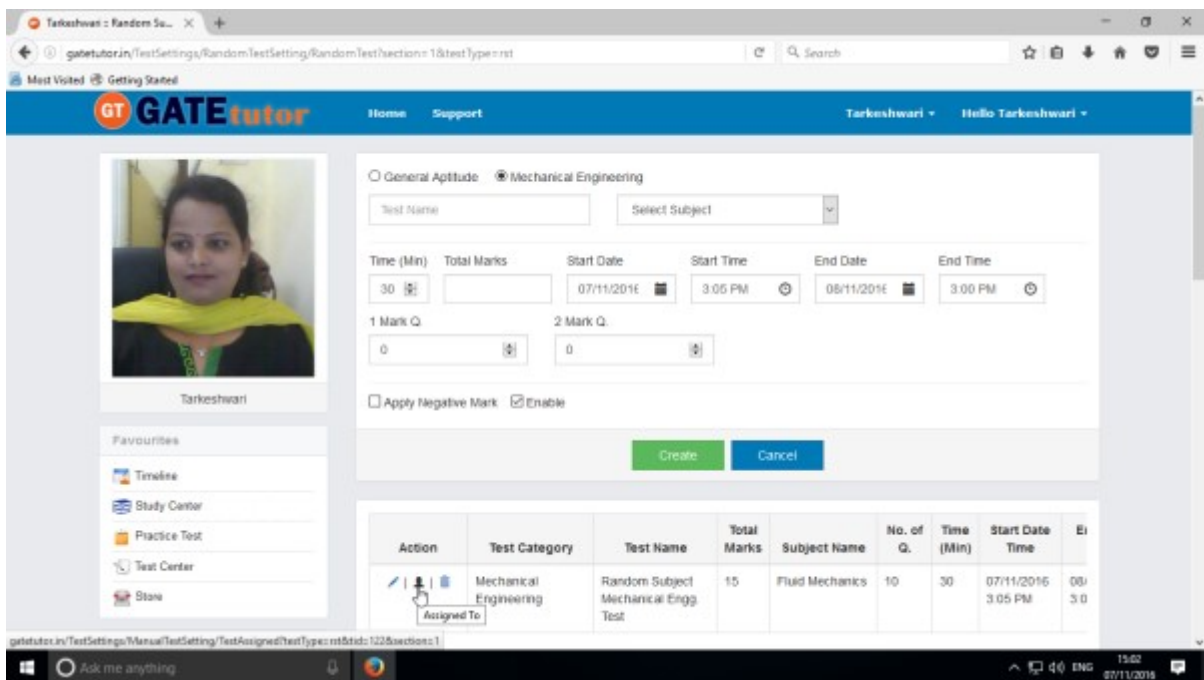 Tarkeshwari :: Random Su...
gatetutor.in/TestSettings/RandomTestSetting/RandomTest?section=1&testType=rst
Search
Most Visited Getting Started
GT GATEtutor Home Support Tarkeshwari Hello Tarkeshwari
General Aptitude Mechanical Engineering
Test Name Select Subject
Time (Min) Total Marks Start Date Start Time End Date End Time
30 07/11/2016 3:05 PM 08/11/2016 3:00 PM
1 Mark Q. 2 Mark Q.
0 0
Tarkeshwari
Apply Negative Mark Enable
Favourites
Create Cancel
Timeline
Study Center
Practice Test
Test Center
Store
Action Test Category Test Name Total Marks Subject Name No. of Q. Time (Min) Start Date Time
Mechanical Engineering Random Subject Mechanical Engg. Test 15 Fluid Mechanics 10 30 07/11/2016 3:05 PM 08/ 3:0
Assigned To
gatetutor.in/TestSettings/ManualTestSetting/TestAssigned?testType=rst&did=122&section=1
Ask me anything ENG 15:02
07/11/2016